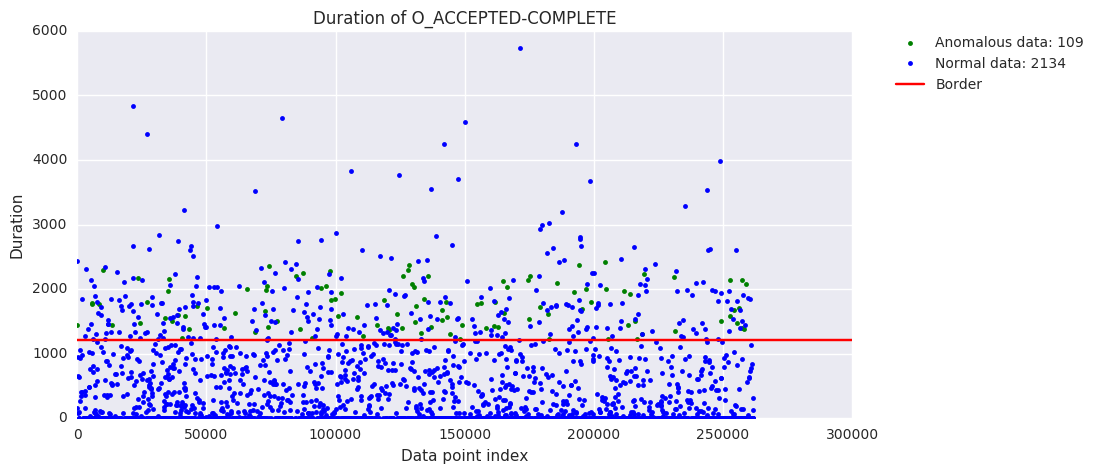 Duration of O_ACCEPTED-COMPLETE
6000
5000
4000
3000
2000
1000
0
Duration
0
50000
100000
150000
200000
250000
300000
Data point index
Anomalous data: 109
Normal data: 2134
Border